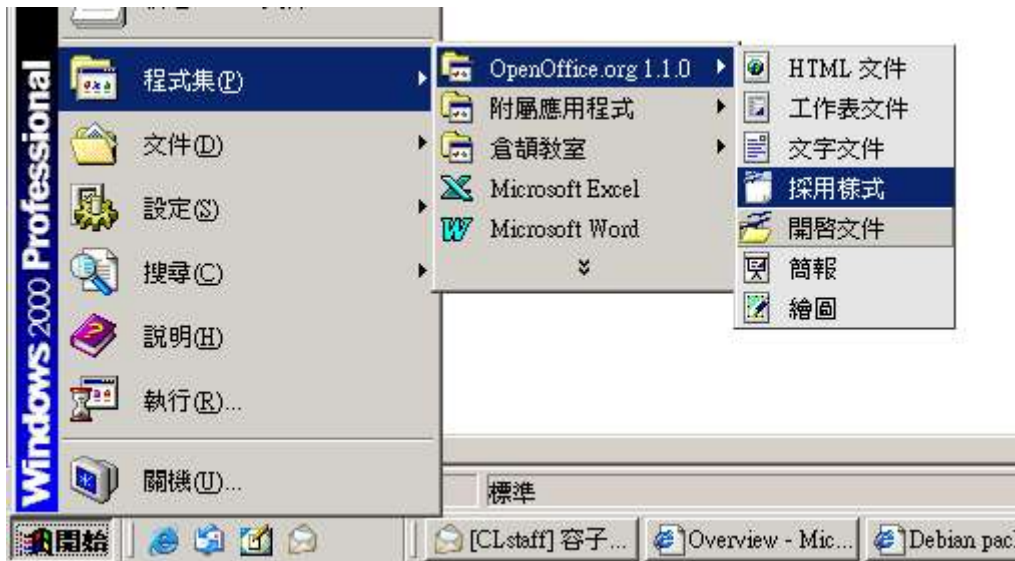 Windows 2000 Professional
程式集(P)
文件(D)
設定(S)
搜尋(C)
說明(H)
執行(R)...
關機(U)...
OpenOffice.org 1.1.0
附屬應用程式
倉頡教室
Microsoft Excel
Microsoft Word
HTML 文件
工作表文件
文字文件
採用樣式
開啓文件
簡報
繪圖
標準
開始
[CLstaff] 容子...
Overview - Mic...
Debian pac